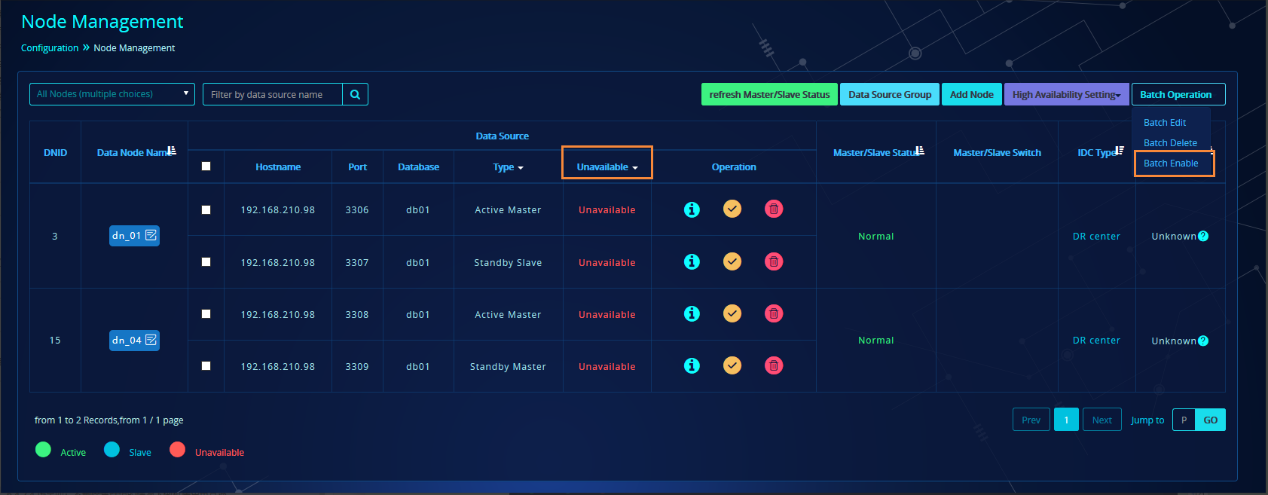 Node Management
Configuration » Node Management
All Nodes (multiple choices)
Filter by data source name
refresh Master/Slave Status
Data Source Group
Add Node
High Availability Setting
Batch Operation
Batch Edit
Batch Delete
Batch Enable
DNID
Data Node Name
Data Source
Master/Slave Status
Master/Slave Switch
IDC Type
Hostname Port Database Type Unavailable Operation
3 dn_01 Normal DR center Unknown
192.168.210.98 3306 db01 Active Master Unavailable
192.168.210.98 3307 db01 Standby Slave Unavailable
15 dn_04 Normal DR center Unknown
192.168.210.98 3308 db01 Active Master Unavailable
192.168.210.98 3309 db01 Standby Master Unavailable
from 1 to 2 Records,from 1 / 1 page
Prev 1 Next Jump to P GO
Active Slave Unavailable